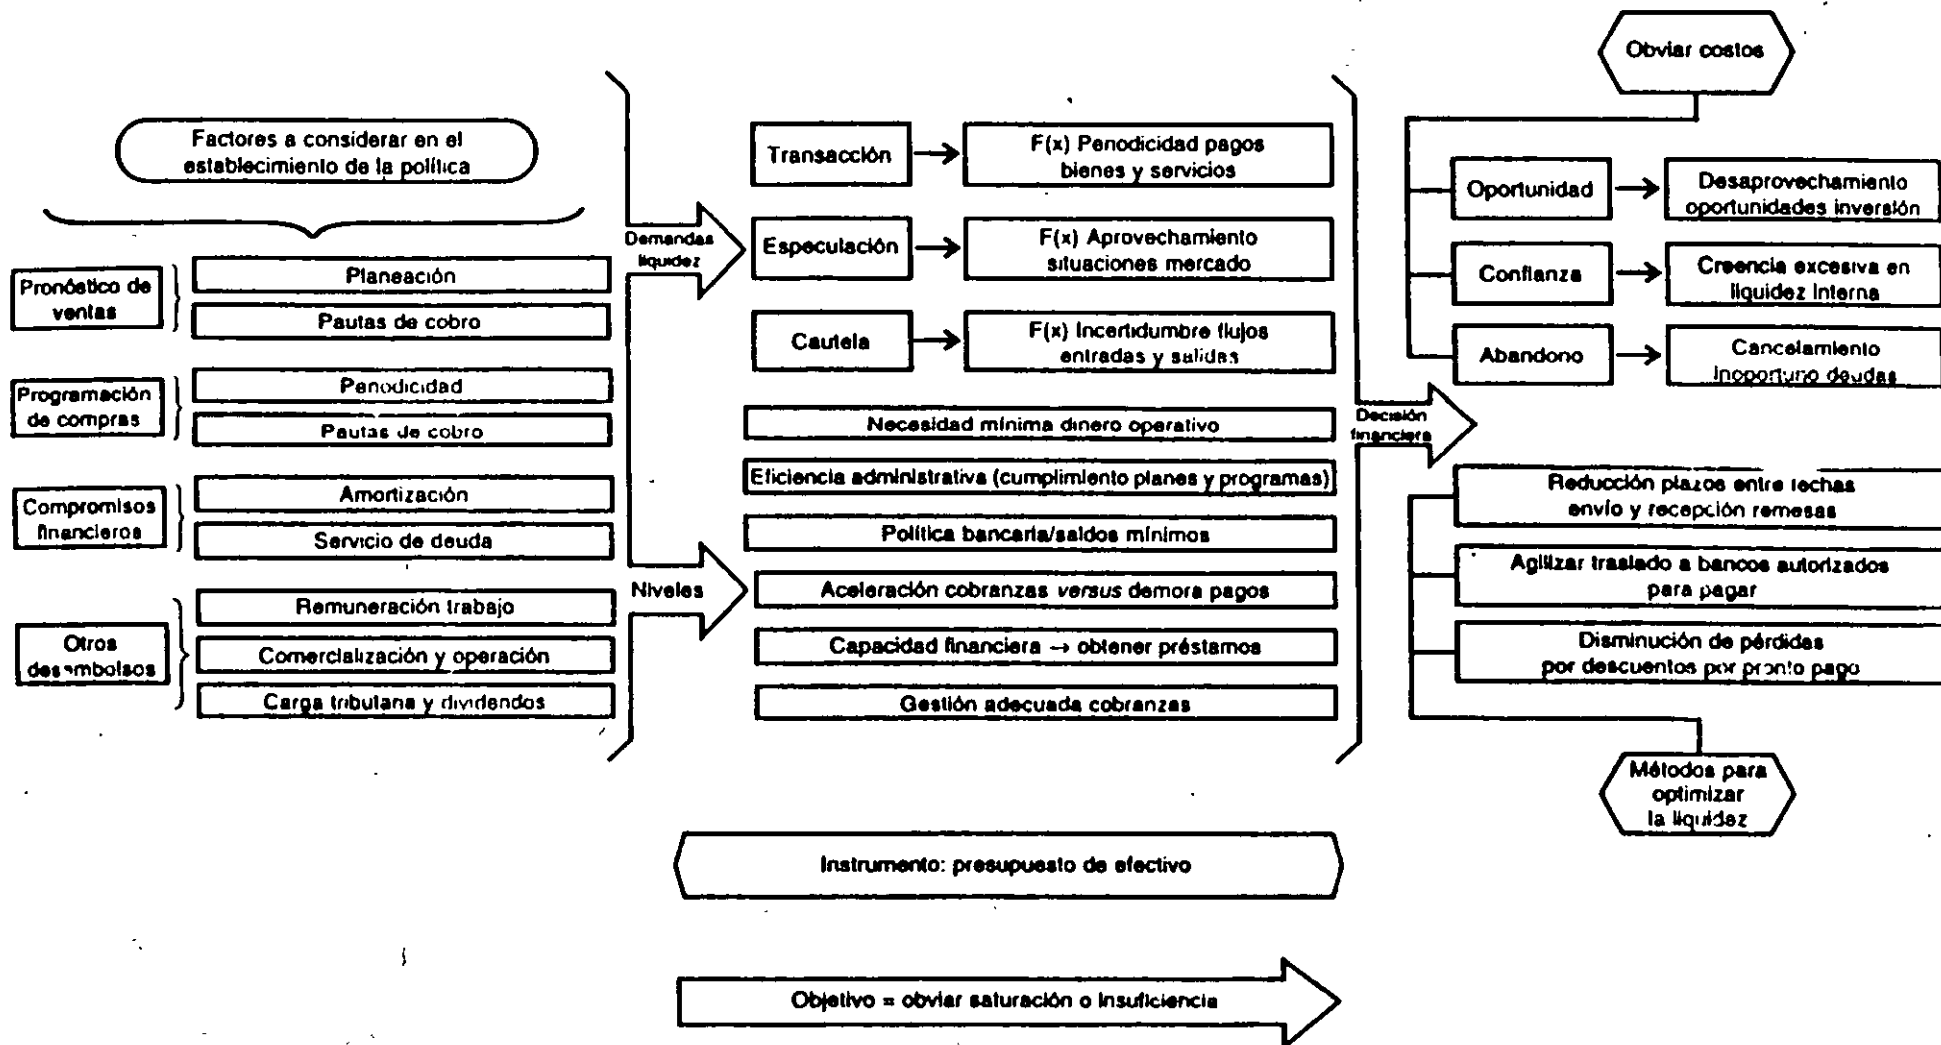 Factores a considerar en el
establecimiento de la política
Pronóstico de
ventas
Planeación
Pautas de cobro
Programación
de compras
Periodicidad
Pautas de cobro
Compromisos
financieros
Amortización
Servicio de deuda
Otros
desembolsos
Remuneración trabajo
Comercialización y operación
Carga tributaria y dividendos
Demandas
liquidez
Niveles
Transacción
F(x) Periodicidad pagos
bienes y servicios
Especulación
F(x) Aprovechamiento
situaciones mercado
Cautela
F(x) Incertidumbre flujos
entradas y salidas
Necesidad mínima dinero operativo
Eficiencia administrativa (cumplimiento planes y programas)
Política bancaria/saldos mínimos
Aceleración cobranzas versus demora pagos
Capacidad financiera → obtener préstamos
Gestión adecuada cobranzas
Decisión
financiera
Obviar costos
Oportunidad
Desaprovechamiento
oportunidades inversión
Confianza
Creencia excesiva en
liquidez interna
Abandono
Cancelamiento
inoportuno deudas
Reducción plazos entre fechas
envío y recepción remesas
Agilizar traslado a bancos autorizados
para pagar
Disminución de pérdidas
por descuentos por pronto pago
Métodos para
optimizar
la liquidez
Instrumento: presupuesto de efectivo
Objetivo = obviar saturación o insuficiencia